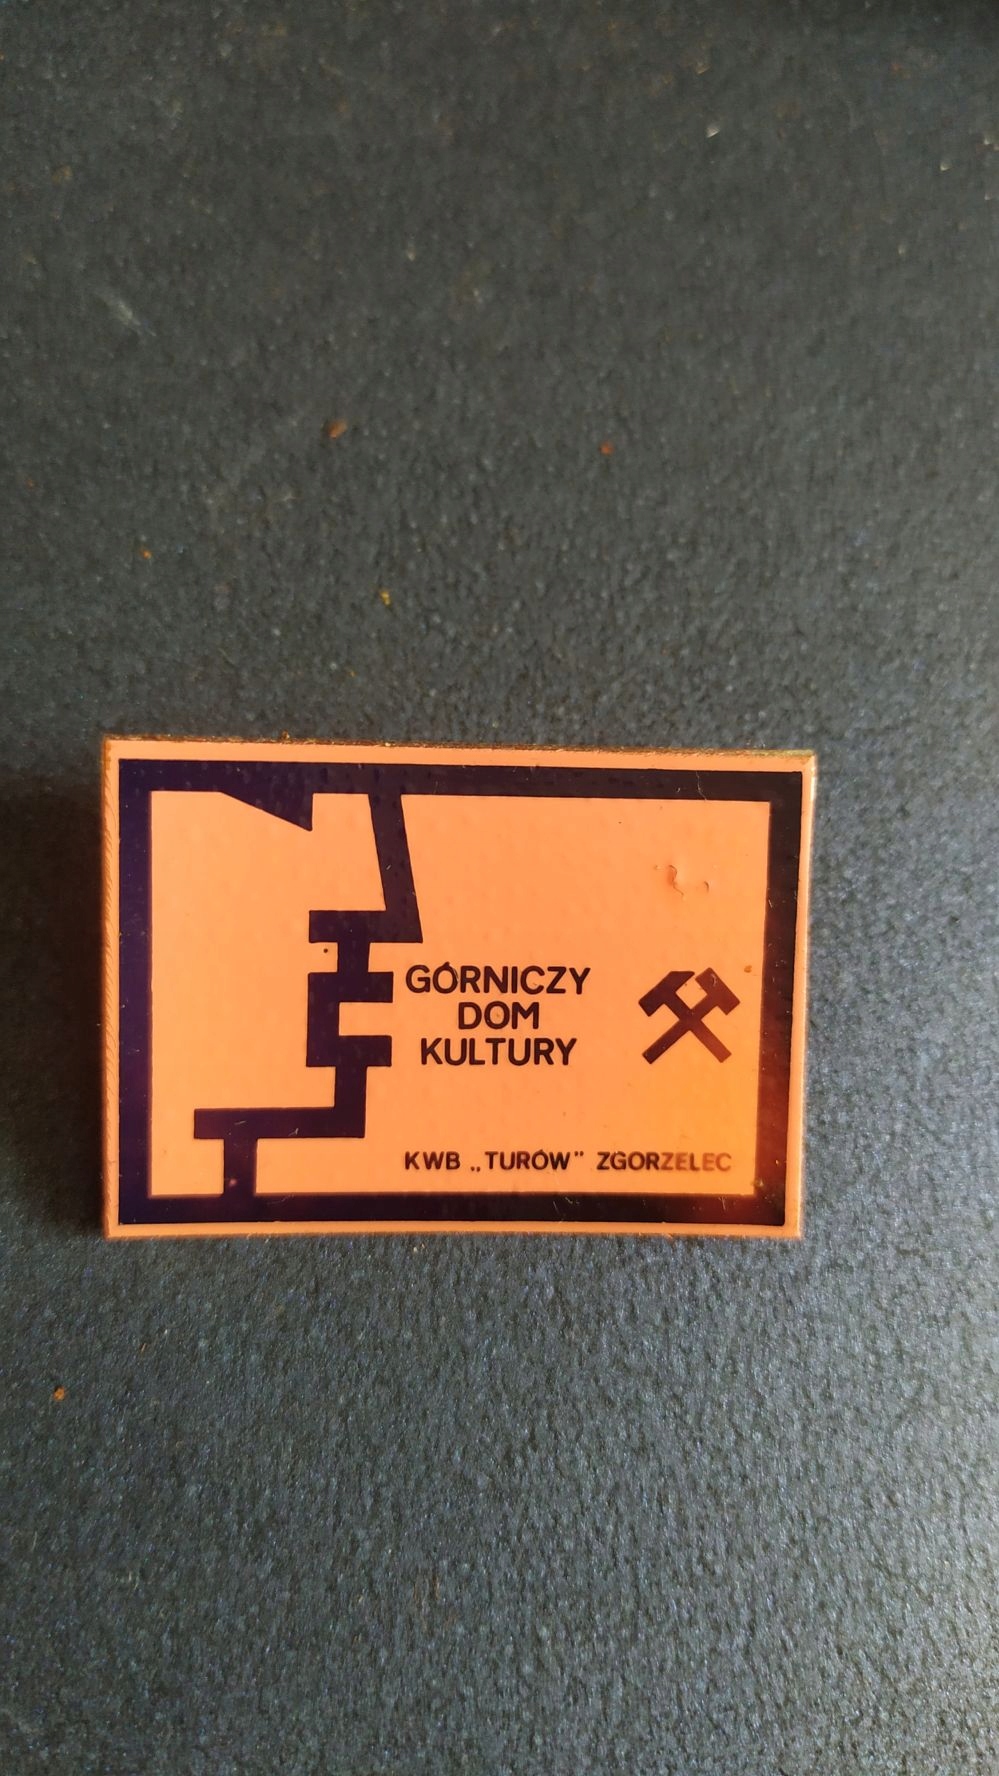 GÓRNICZY
DOM
KULTURY
KWB „TURÓW” ZGORZELEC